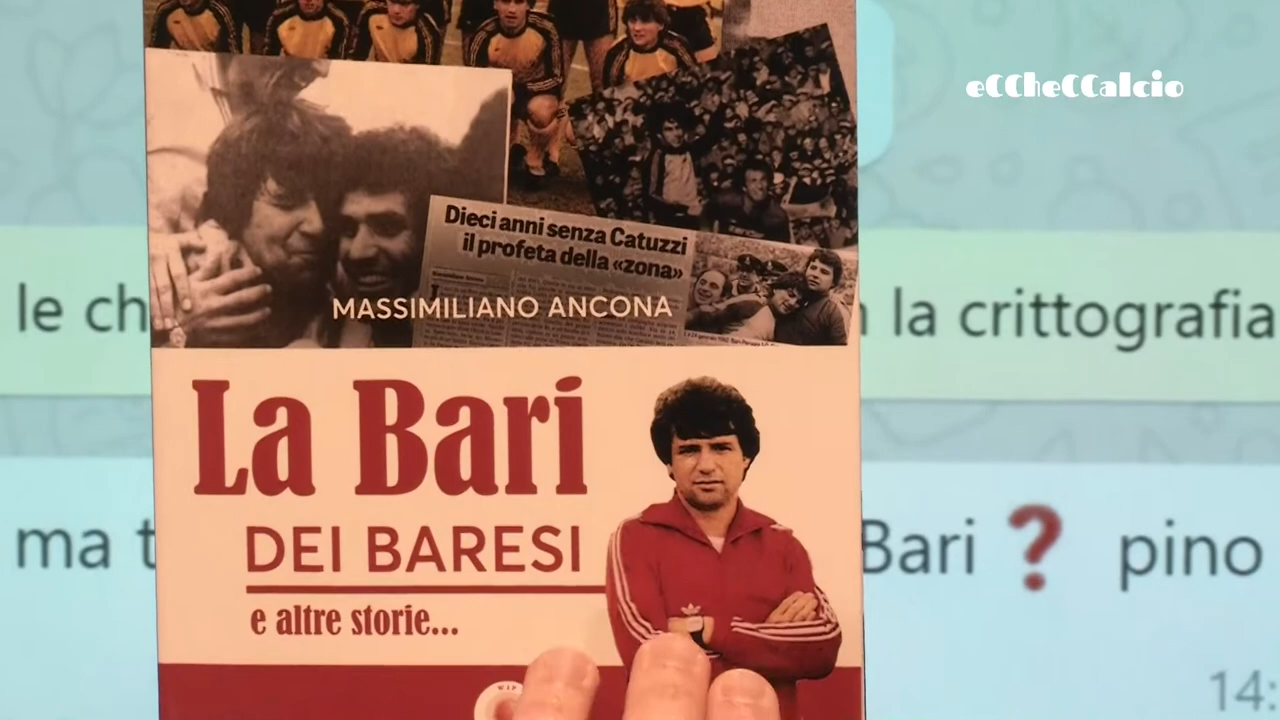 eCCheCCalcio
Dieci anni senza Catuzzi
il profeta della «zona»
MASSIMILIANO ANCONA
le ch
la crittografia
La Bari
DEI BARESI
ma t
Bari ❓ pino
e altre storie...
14:
WIP